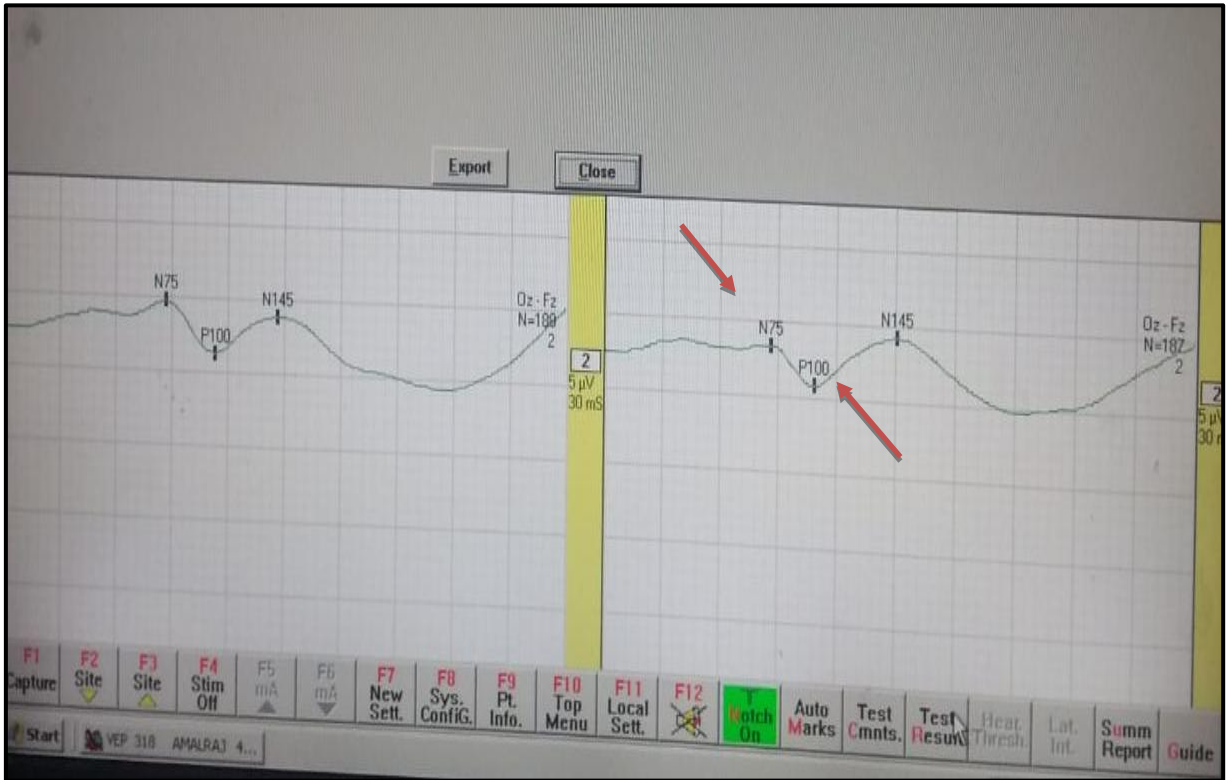 Export
Close
N75
N145
P100
Oz - Fz
N=189
2
2
5 µV
30 mS
N75
N145
P100
Oz - Fz
N=187
2
2
F1
Capture
F2
Site
F3
Site
F4
Stim
Off
F5
mA
F6
mA
F7
New
Sett.
F8
Sys.
ConfiG.
F9
Pt.
Info.
F10
Top
Menu
F11
Local
Sett.
F12
Notch
On
Auto
Marks
Test
Cmnts.
Test
Hear.
Thresh.
Lat.
Int.
Summ
Report
Guide
Start
VEP 318 AMALRAJ 4...